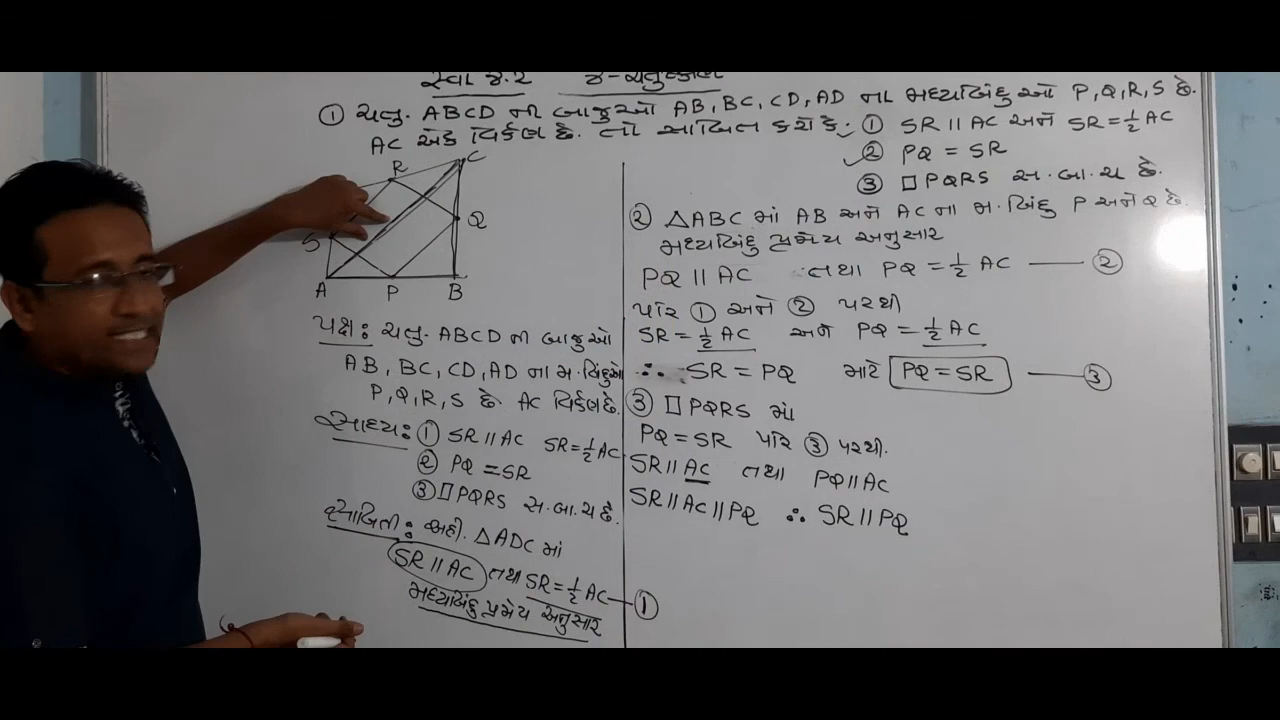 સ્વા ૪.૨ ૪-ચતુષ્કોણ
① ચતુ. ABCD ની બાજુઓ AB, BC, CD, AD ના મધ્યબિંદુ ઓ P, Q, R, S છે.
AC એક વિકર્ણ છે. તો સાબિત કરો કે. ① SR || AC અને SR = ½ AC
② PQ = SR
③ □PQRS સ.બા.ચ છે.
R C
S Q
A P B
પક્ષ : ચતુ. ABCD ની બાજુઓ
AB, BC, CD, AD ના મ.બિંદુઓ
P, Q, R, S છે. AC વિકર્ણ છે.
સાધ્ય : ① SR || AC SR = ½ AC
② PQ = SR
③ □PQRS સ.બા.ચ છે.
સાબિતી : અહીં. △ADC માં
SR || AC તથા SR = ½ AC — ①
મધ્યબિંદુ પ્રમેય અનુસાર
② △ABC માં AB અને AC ના મ.બિંદુ P અને Q છે.
મધ્યબિંદુ પ્રમેય અનુસાર
PQ || AC તથા PQ = ½ AC — ②
પરિ ① અને ② પરથી
SR = ½ AC અને PQ = ½ AC
∴ SR = PQ માટે PQ = SR — ③
③ □PQRS માં
PQ = SR પરિ ③ પરથી.
SR || AC તથા PQ || AC
SR || AC || PQ ∴ SR || PQ